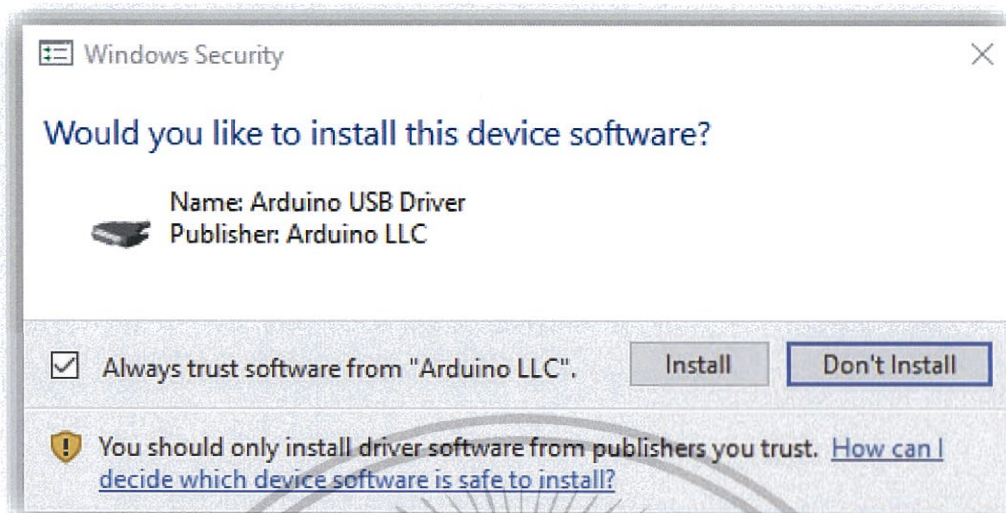 Windows Security
Would you like to install this device software?
Name: Arduino USB Driver
Publisher: Arduino LLC
Always trust software from "Arduino LLC".
Install
Don't Install
You should only install driver software from publishers you trust. How can I
decide which device software is safe to install?